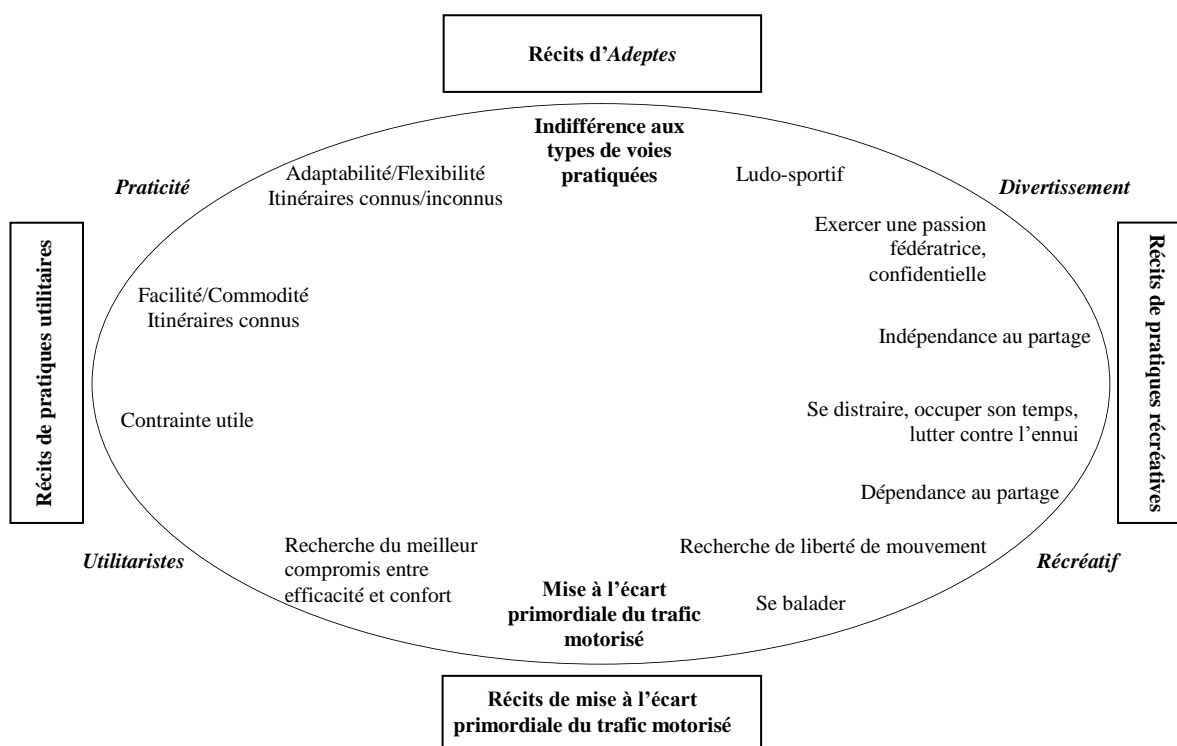 Récits d’Adeptes
Indifférence aux
types de voies
pratiquées
Adaptabilité/Flexibilité
Itinéraires connus/inconnus
Ludo-sportif
Praticité
Divertissement
Exercer une passion
fédératrice,
confidentielle
Récits de pratiques utilitaires
Récits de pratiques récréatives
Facilité/Commodité
Itinéraires connus
Indépendance au partage
Contrainte utile
Se distraire, occuper son temps,
lutter contre l’ennui
Dépendance au partage
Utilitaristes
Recherche du meilleur
compromis entre
efficacité et confort
Recherche de liberté de mouvement
Récréatif
Mise à l’écart
primordiale du trafic
motorisé
Se balader
Récits de mise à l’écart
primordiale du trafic motorisé